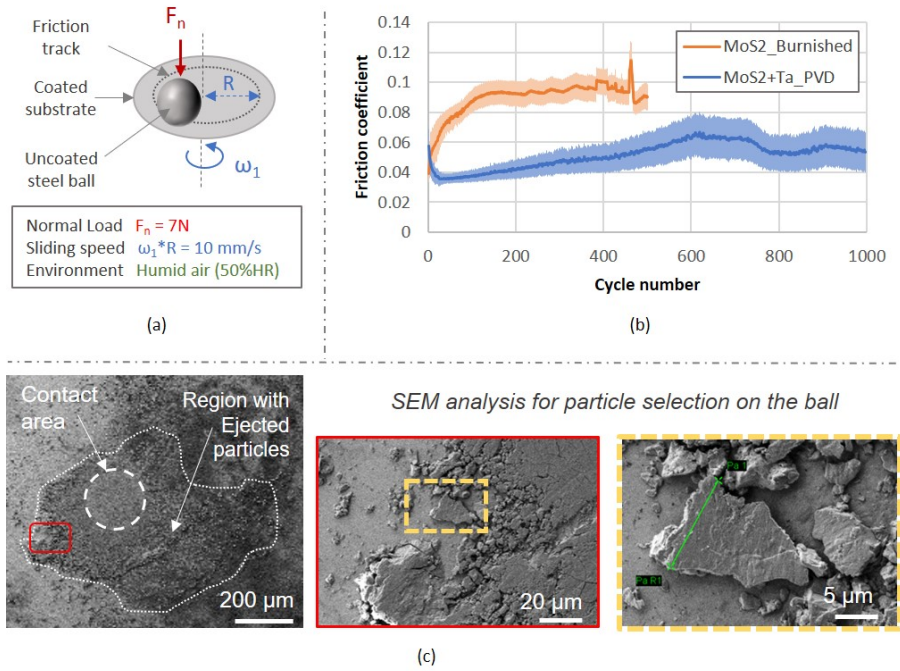 Fn
Friction
track
R
Coated
substrate
Uncoated
steel ball
ω1
Normal Load Fn = 7N
Sliding speed ω1*R = 10 mm/s
Environment Humid air (50%HR)
(a)
0.14
0.12
0.1
0.08
0.06
0.04
0.02
0
Friction coefficient
MoS2_Burnished
MoS2+Ta_PVD
0 200 400 600 800 1000
Cycle number
(b)
Contact
area
Region with
Ejected
particles
200 μm
SEM analysis for particle selection on the ball
20 μm
Pa 1
Pa R1
5 μm
(c)